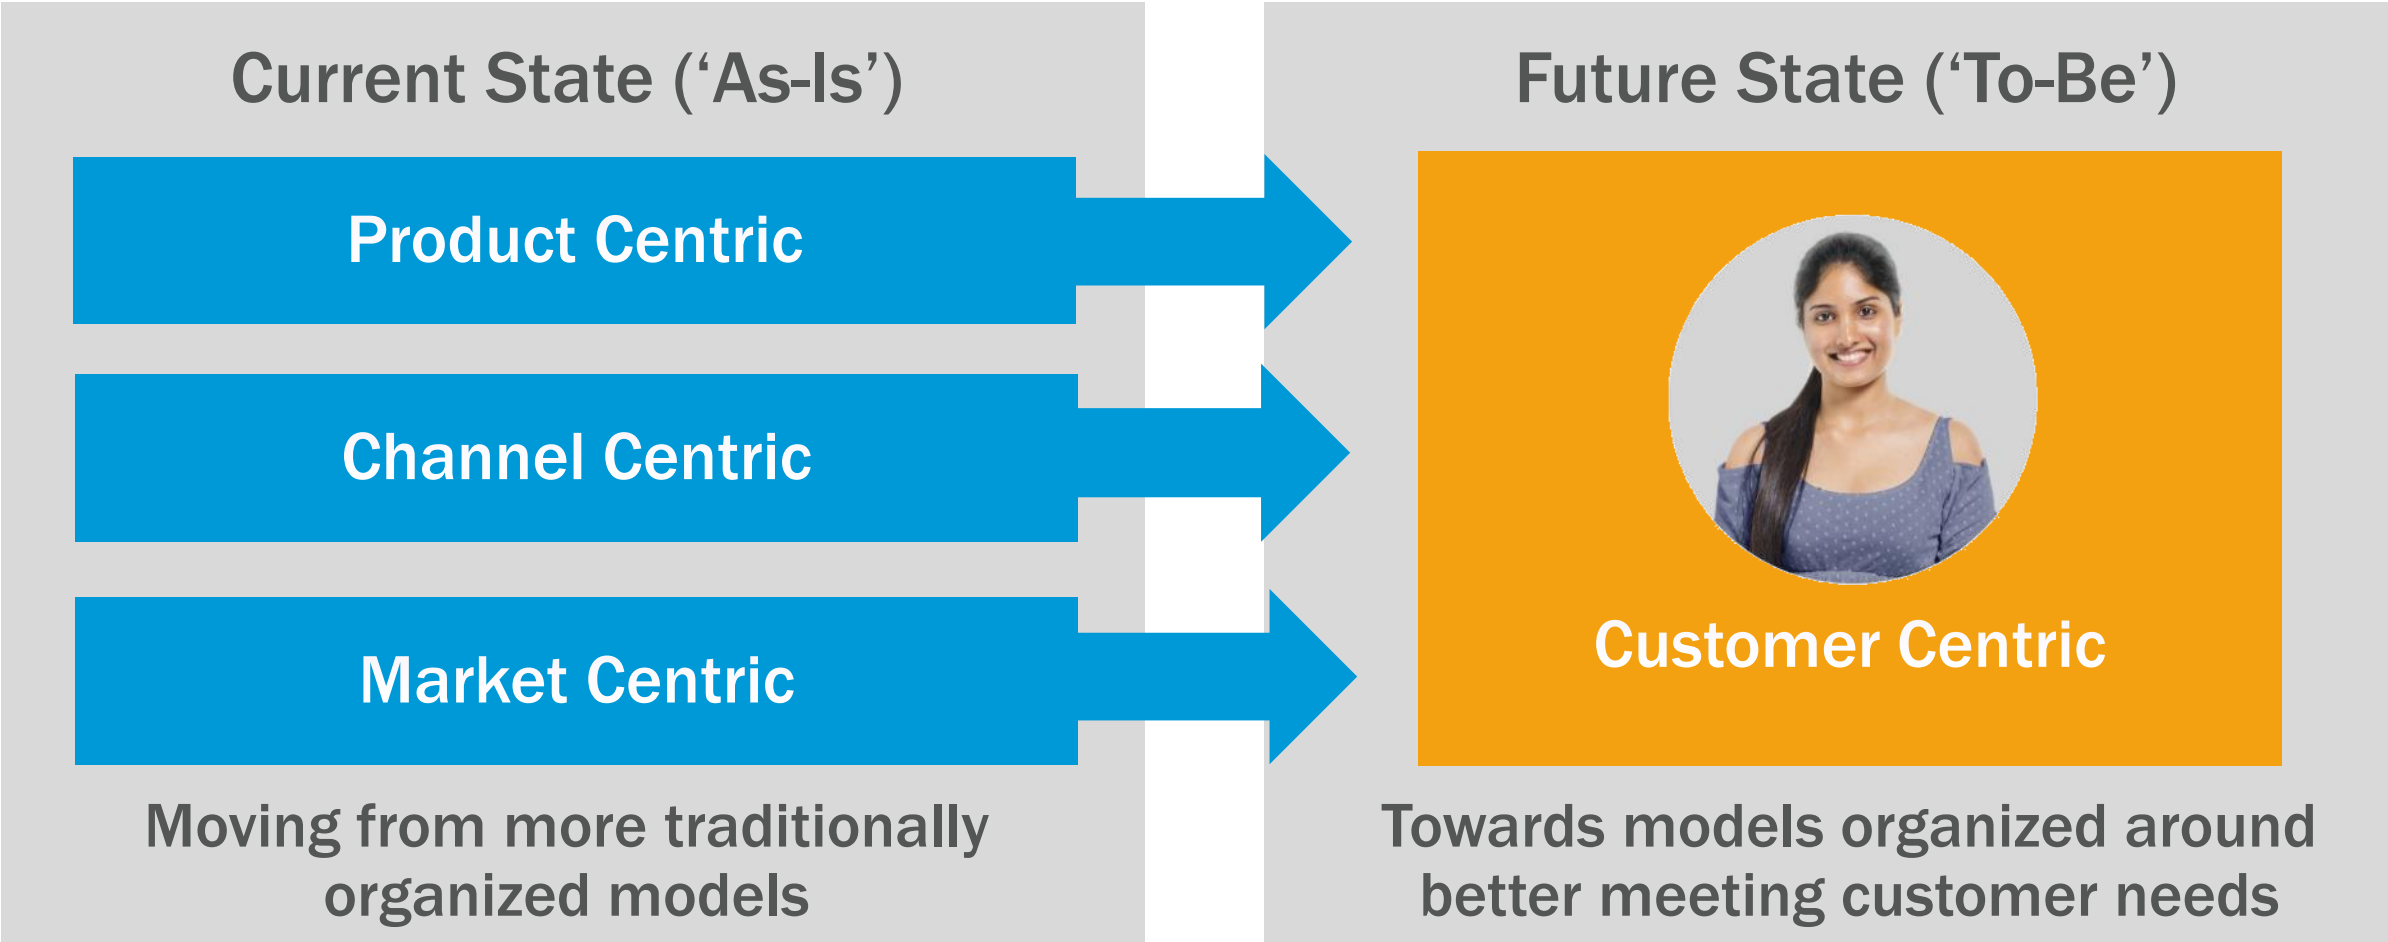 Current State (‘As-Is’)
Product Centric
Channel Centric
Market Centric
Moving from more traditionally
organized models
Future State (‘To-Be’)
Customer Centric
Towards models organized around
better meeting customer needs